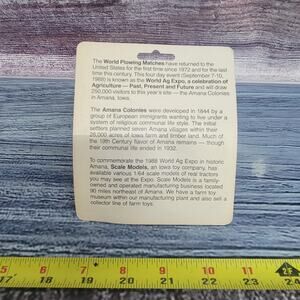 The World Plowing Matches have returned to the
United States for the first time since 1972 and for the last
time this century. This four day event (September 7-10,
1988) is known as the World Ag Expo, a celebration of
Agriculture — Past, Present and Future and will draw
250,000 visitors to this year's site — the Amana Colonies
in Amana, Iowa.
The Amana Colonies were developed in 1844 by a
group of European immigrants wanting to live under a
system of religious communal life style. The initial
settlers planned seven Amana villages within their
26,000 acres of Iowa farm and timber land. Much of
the 19th Century flavor of Amana remains — though
their communal life ended in 1932.
To commemorate the 1988 World Ag Expo in historic
Amana, Scale Models, an Iowa toy company, has
available various 1:64 scale models of real tractors
you may see at the Expo. Scale Models is a family-
owned and operated manufacturing business located
90 miles northeast of Amana. We have a farm toy
museum within our manufacturing plant and also sell a
collector line of farm toys.
5 6 7 8 9 10 11 2F
17 18 19 20 21 22 23